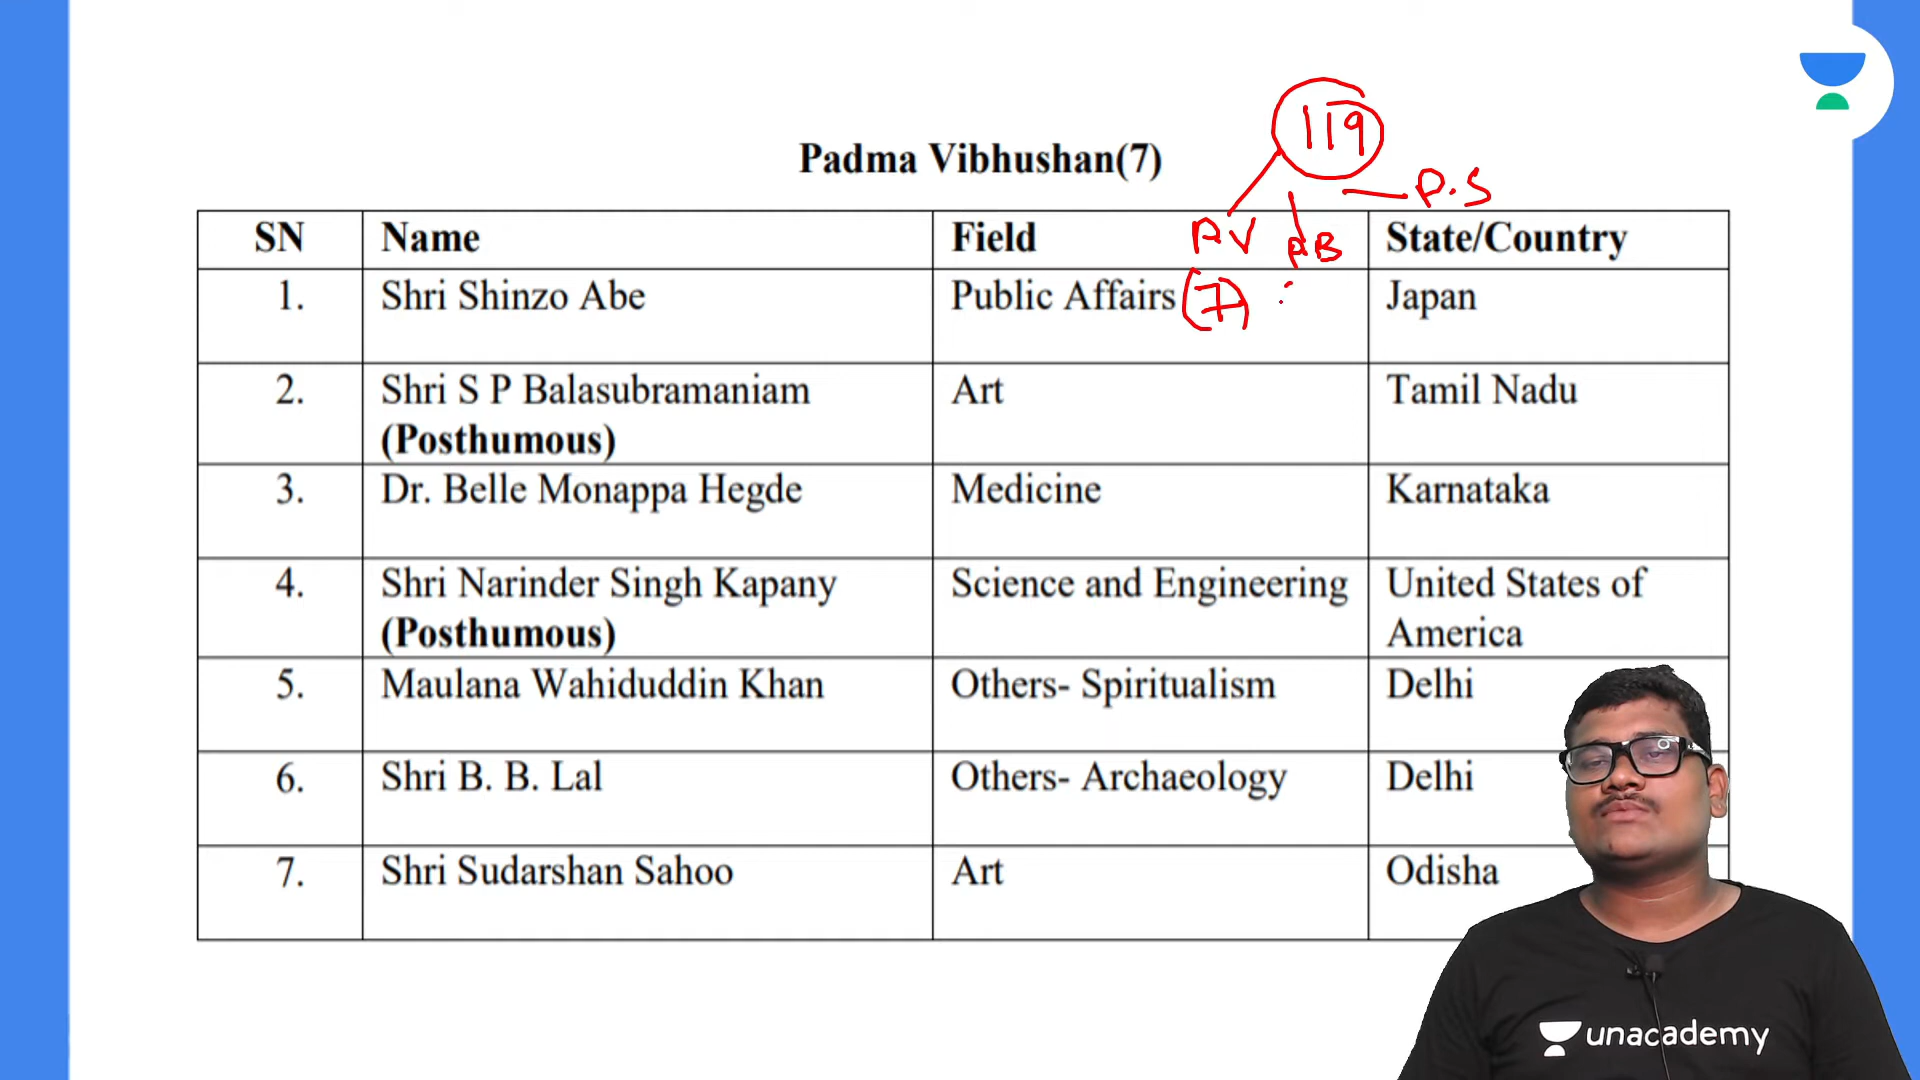 119
Padma Vibhushan(7)
P.S
PV PB
SN Name Field State/Country
1. Shri Shinzo Abe Public Affairs (7) Japan
2. Shri S P Balasubramaniam Art Tamil Nadu
(Posthumous)
3. Dr. Belle Monappa Hegde Medicine Karnataka
4. Shri Narinder Singh Kapany Science and Engineering United States of
(Posthumous) America
5. Maulana Wahiduddin Khan Others- Spiritualism Delhi
6. Shri B. B. Lal Others- Archaeology Delhi
7. Shri Sudarshan Sahoo Art Odisha
unacademy